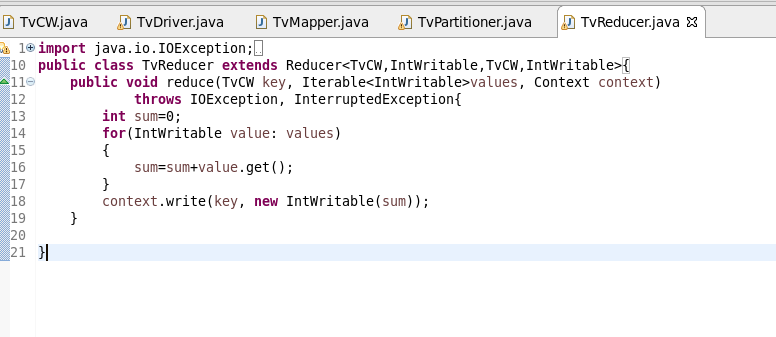 TvCW.java TvDriver.java TvMapper.java TvPartitioner.java TvReducer.java
1 import java.io.IOException;
10 public class TvReducer extends Reducer<TvCW,IntWritable,TvCW,IntWritable>{
11     public void reduce(TvCW key, Iterable<IntWritable>values, Context context)
12             throws IOException, InterruptedException{
13         int sum=0;
14         for(IntWritable value: values)
15         {
16             sum=sum+value.get();
17         }
18         context.write(key, new IntWritable(sum));
19     }
20
21 }